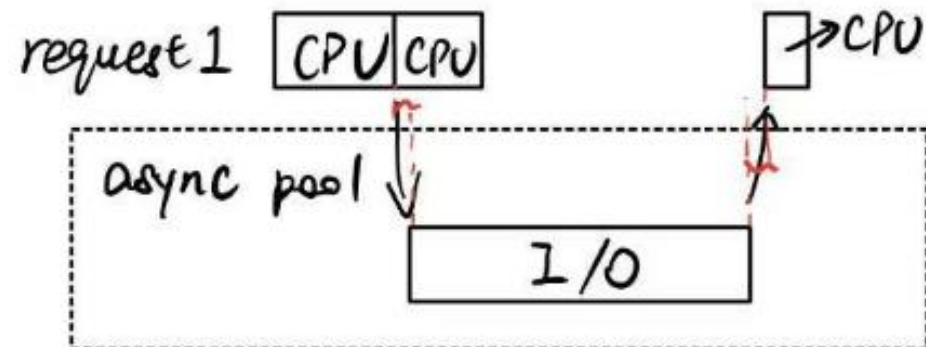 request 1 CPU CPU CPU
async pool
I/O